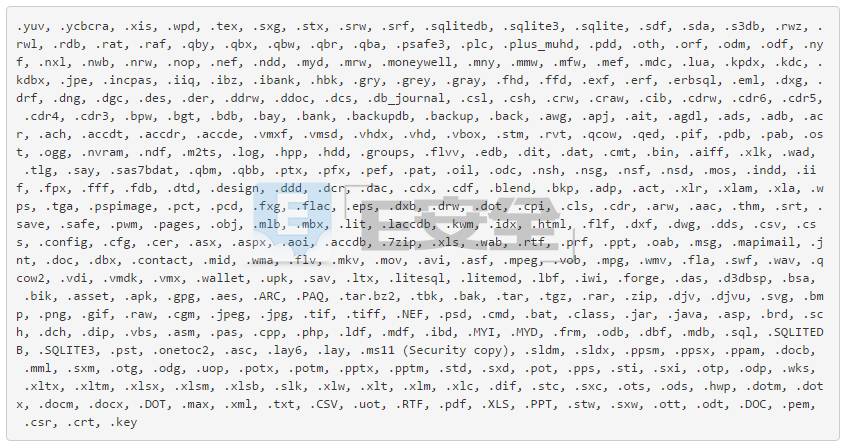 .yuv, .ycbcra, .xis, .wpd, .tex, .sxg, .stx, .srw, .srf, .sqlitedb, .sqlite3, .sqlite, .sdf, .sda, .s3db, .rwz, .
rwl, .rdb, .rat, .raf, .qby, .qbx, .qbw, .qbr, .qba, .psafe3, .plc, .plus_muhd, .pdd, .oth, .orf, .odm, .odf, .ny
f, .nxl, .nwb, .nrw, .nop, .nef, .ndd, .myd, .mrw, .moneywell, .mny, .mmw, .mfw, .mef, .mdc, .lua, .kpdx, .kdc, .
kdbx, .jpe, .incpas, .iiq, .ibz, .ibank, .hbk, .gry, .grey, .gray, .fhd, .ffd, .exf, .erf, .erbsql, .eml, .dxg, .
drf, .dng, .dgc, .des, .der, .ddrw, .ddoc, .dcs, .db_journal, .csl, .csh, .crw, .craw, .cib, .cdrw, .cdr6, .cdr5,
.cdr4, .cdr3, .bpw, .bgt, .bdb, .bay, .bank, .backupdb, .backup, .back, .awg, .apj, .ait, .agdl, .ads, .adb, .ac
r, .ach, .accdt, .accdr, .accde, .vmxf, .vmsd, .vhdx, .vhd, .vbox, .stm, .rvt, .qcow, .qed, .pif, .pdb, .pab, .os
t, .ogg, .nvram, .ndf, .m2ts, .log, .hpp, .hdd, .groups, .flvv, .edb, .dit, .dat, .cmt, .bin, .aiff, .xlk, .wad,
.tlg, .say, .sas7bdat, .qbm, .qbb, .ptx, .pfx, .pef, .pat, .oil, .odc, .nsh, .nsg, .nsf, .nsd, .mos, .indd, .ii
f, .fpx, .fff, .fdb, .dtd, .design, .ddd, .dcr, .dac, .cdx, .cdf, .blend, .bkp, .adp, .act, .xlr, .xlam, .xla, .w
ps, .tga, .pspimage, .pct, .pcd, .fxg, .flac, .eps, .dxb, .drw, .dot, .cpi, .cls, .cdr, .arw, .aac, .thm, .srt, .
save, .safe, .pwm, .pages, .obj, .mlb, .mbx, .lit, .laccdb, .kwm, .idx, .html, .flf, .dxf, .dwg, .dds, .csv, .cs
s, .config, .cfg, .cer, .asx, .aspx, .aoi, .accdb, .7zip, .xls, .wab, .rtf, .prf, .ppt, .oab, .msg, .mapimail, .j
nt, .doc, .dbx, .contact, .mid, .wma, .flv, .mkv, .mov, .avi, .asf, .mpeg, .vob, .mpg, .wmv, .fla, .swf, .wav, .q
cow2, .vdi, .vmdk, .vmx, .wallet, .upk, .sav, .ltx, .litesql, .litemod, .lbf, .iwi, .forge, .das, .d3dbsp, .bsa,
.bik, .asset, .apk, .gpg, .aes, .ARC, .PAQ, .tar.bz2, .tbk, .bak, .tar, .tgz, .rar, .zip, .djv, .djvu, .svg, .bm
p, .png, .gif, .raw, .cgm, .jpeg, .jpg, .tif, .tiff, .NEF, .psd, .cmd, .bat, .class, .jar, .java, .asp, .brd, .sc
h, .dch, .dip, .vbs, .asm, .pas, .cpp, .php, .ldf, .mdf, .ibd, .MYI, .MYD, .frm, .odb, .dbf, .mdb, .sql, .SQLITED
B, .SQLITE3, .pst, .onetoc2, .asc, .lay6, .lay, .ms11 (Security copy), .sldm, .sldx, .ppsm, .ppsx, .ppam, .docb,
.mml, .sxm, .otg, .odg, .uop, .potx, .potm, .pptx, .pptm, .std, .sxd, .pot, .pps, .sti, .sxi, .otp, .odp, .wks,
.xltx, .xltm, .xlsx, .xlsm, .xlsb, .slk, .xlw, .xlt, .xlm, .xlc, .dif, .stc, .sxc, .ots, .ods, .hwp, .dotm, .dot
x, .docm, .docx, .DOT, .max, .xml, .txt, .CSV, .uot, .RTF, .pdf, .XLS, .PPT, .stw, .sxw, .ott, .odt, .DOC, .pem,
.csr, .crt, .key
E安全